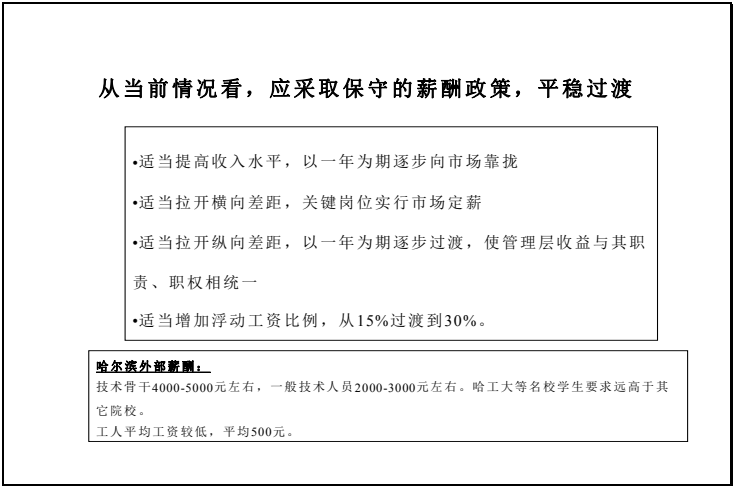 从当前情况看，应采取保守的薪酬政策，平稳过渡
•适当提高收入水平，以一年为期逐步向市场靠拢
•适当拉开横向差距，关键岗位实行市场定薪
•适当拉开纵向差距，以一年为期逐步过渡，使管理层收益与其职
责、职权相统一
•适当增加浮动工资比例，从15%过渡到30%。
哈尔滨外部薪酬：
技术骨干4000-5000元左右，一般技术人员2000-3000元左右。哈工大等名校学生要求远高于其
它院校。
工人平均工资较低，平均500元。